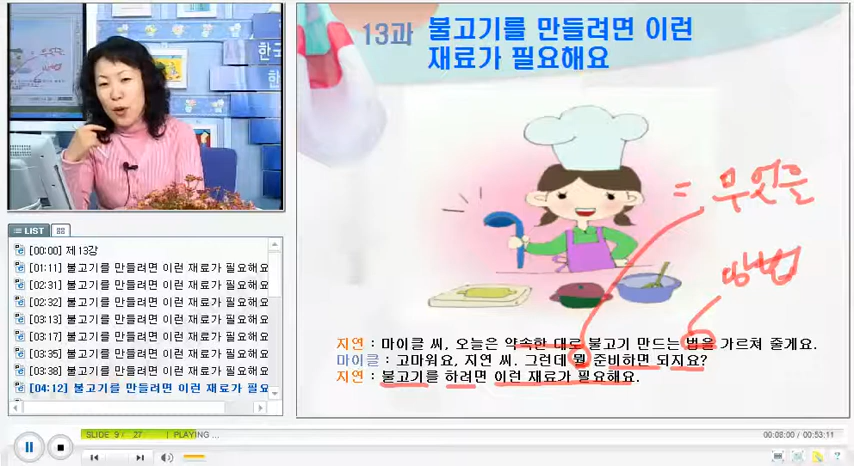 13과 불고기를 만들려면 이런
재료가 필요해요
= 무엇을
방법
지연 : 마이클 씨, 오늘은 약속한 대로 불고기 만드는 법을 가르쳐 줄게요.
마이클 : 고마워요, 지연 씨. 그런데 뭘 준비하면 되지요?
지연 : 불고기를 하려면 이런 재료가 필요해요.
LIST
[00:00] 제13강
[01:11] 불고기를 만들려면 이런 재료가 필요해요
[02:31] 불고기를 만들려면 이런 재료가 필요해요
[02:32] 불고기를 만들려면 이런 재료가 필요해요
[03:13] 불고기를 만들려면 이런 재료가 필요해요
[03:17] 불고기를 만들려면 이런 재료가 필요해요
[03:35] 불고기를 만들려면 이런 재료가 필요해요
[03:38] 불고기를 만들려면 이런 재료가 필요해요
[04:12] 불고기를 만들려면 이런 재료가 필요
SLIDE 9 / 27 | PLAYING ...
00:08:00 / 00:53:11